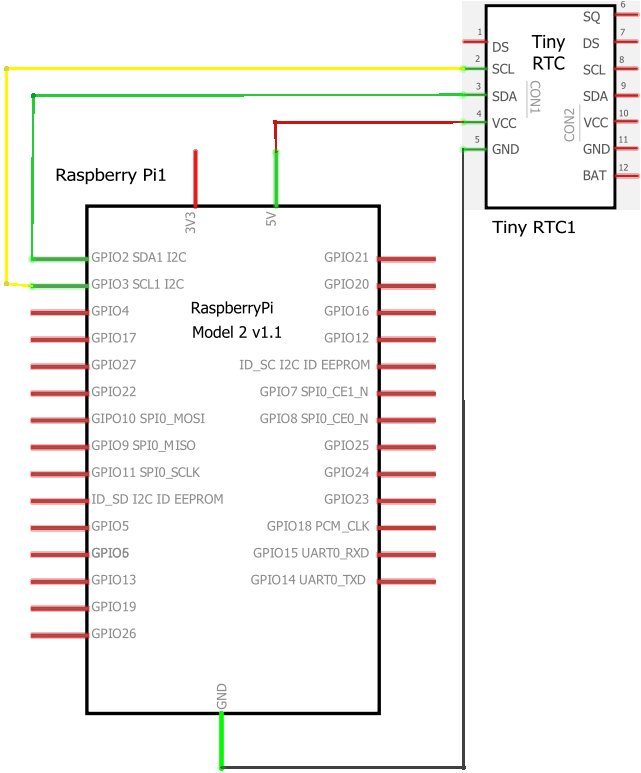 6
SQ
1
DS
Tiny
RTC
7
DS
2
SCL
8
SCL
3
SDA
CON1
9
SDA
4
VCC
CON2
10
VCC
5
GND
11
GND
12
BAT
Tiny RTC1
Raspberry Pi1
3V3
5V
GPIO2 SDA1 I2C
GPIO21
GPIO3 SCL1 I2C
GPIO20
GPIO4
RaspberryPi
Model 2 v1.1
GPIO16
GPIO17
GPIO12
GPIO27
ID_SC I2C ID EEPROM
GPIO22
GPIO7 SPI0_CE1_N
GIPO10 SPI0_MOSI
GPIO8 SPI0_CE0_N
GPIO9 SPI0_MISO
GPIO25
GPIO11 SPI0_SCLK
GPIO24
ID_SD I2C ID EEPROM
GPIO23
GPIO5
GPIO18 PCM_CLK
GPIO6
GPIO15 UART0_RXD
GPIO13
GPIO14 UART0_TXD
GPIO19
GPIO26
GND